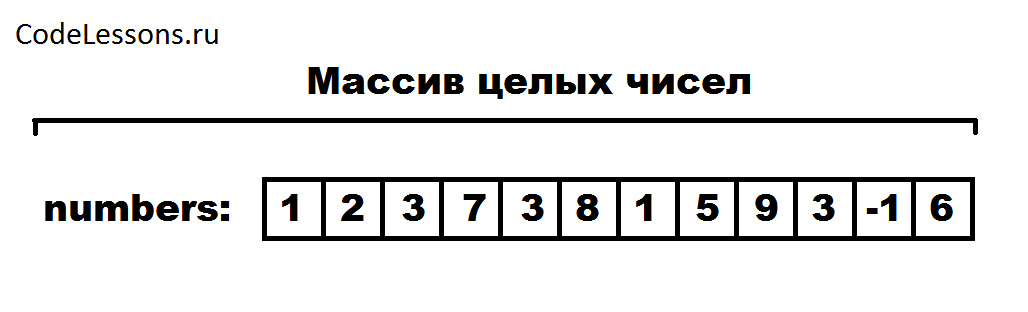 CodeLessons.ru
Массив целых чисел
numbers: 1 2 3 7 3 8 1 5 9 3 -1 6